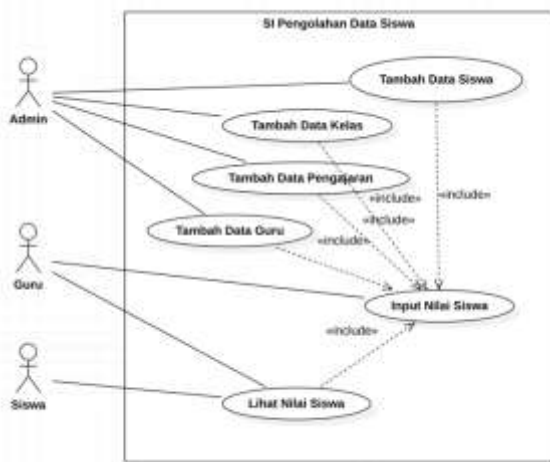 SI Pengolahan Data Siswa
Tambah Data Siswa
Admin
Tambah Data Kelas
Tambah Data Pengajaran
«include»
«include»
«include»
Tambah Data Guru
«include»
Guru
Input Nilai Siswa
«include»
Siswa
Lihat Nilai Siswa